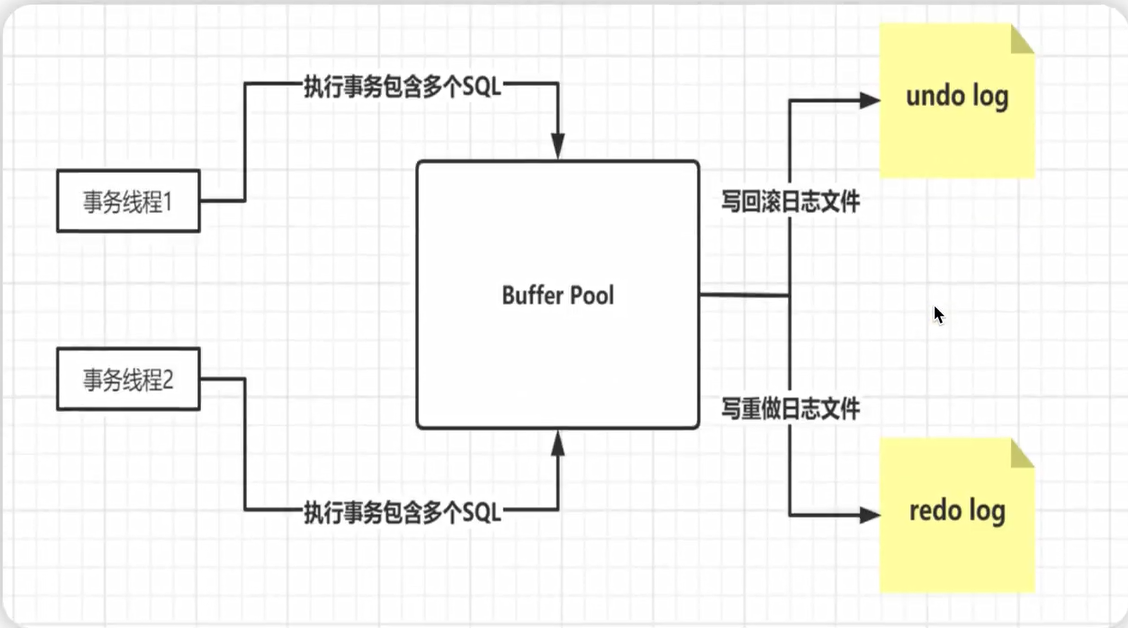 执行事务包含多个SQL
undo log
事务线程1
写回滚日志文件
Buffer Pool
事务线程2
写重做日志文件
执行事务包含多个SQL
redo log